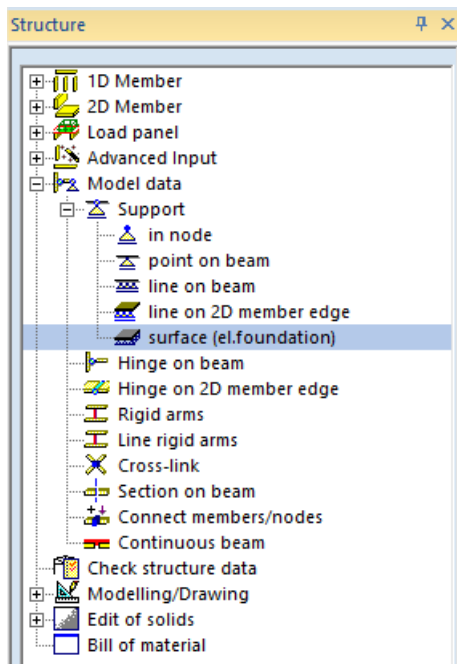 Structure
1D Member
2D Member
Load panel
Advanced Input
Model data
Support
in node
point on beam
line on beam
line on 2D member edge
surface (el.foundation)
Hinge on beam
Hinge on 2D member edge
Rigid arms
Line rigid arms
Cross-link
Section on beam
Connect members/nodes
Continuous beam
Check structure data
Modelling/Drawing
Edit of solids
Bill of material